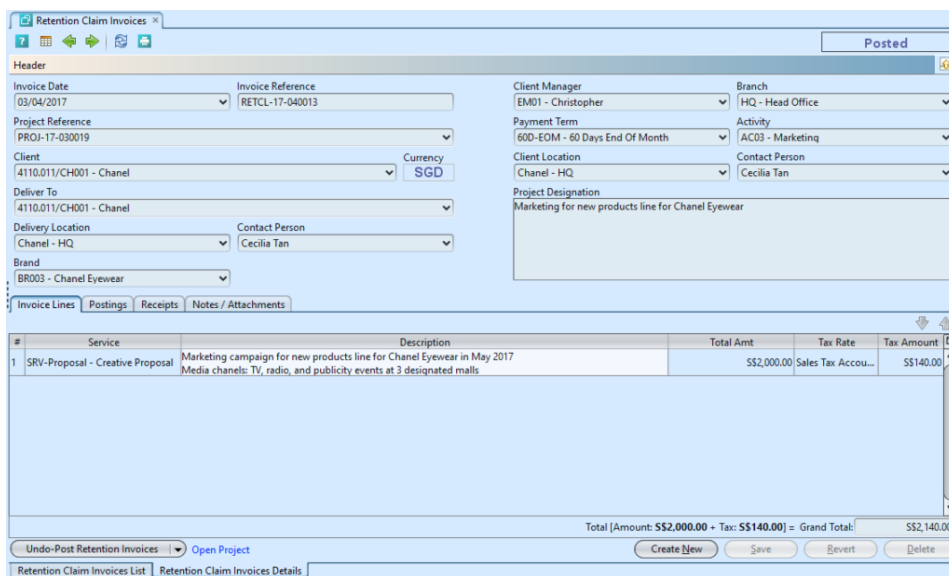 Retention Claim Invoices
Posted
Header
Invoice Date
Invoice Reference
03/04/2017
RETCL-17-040013
Project Reference
PROJ-17-030019
Client
Currency
4110.011/CH001 - Chanel
SGD
Deliver To
4110.011/CH001 - Chanel
Delivery Location
Contact Person
Chanel - HQ
Cecilia Tan
Brand
BR003 - Chanel Eyewear
Client Manager
Branch
EM01 - Christopher
HQ - Head Office
Payment Term
Activity
60D-EOM - 60 Days End Of Month
AC03 - Marketing
Client Location
Contact Person
Chanel - HQ
Cecilia Tan
Project Designation
Marketing for new products line for Chanel Eyewear
Invoice Lines Postings Receipts Notes / Attachments
# Service Description Total Amt Tax Rate Tax Amount
1 SRV-Proposal - Creative Proposal
Marketing campaign for new products line for Chanel Eyewear in May 2017
Media chanels: TV, radio, and publicity events at 3 designated malls
S$2,000.00 Sales Tax Accou... S$140.00
Total [Amount: S$2,000.00 + Tax: S$140.00] = Grand Total: S$2,140.00
Undo-Post Retention Invoices Open Project Create New Save Revert Delete
Retention Claim Invoices List Retention Claim Invoices Details